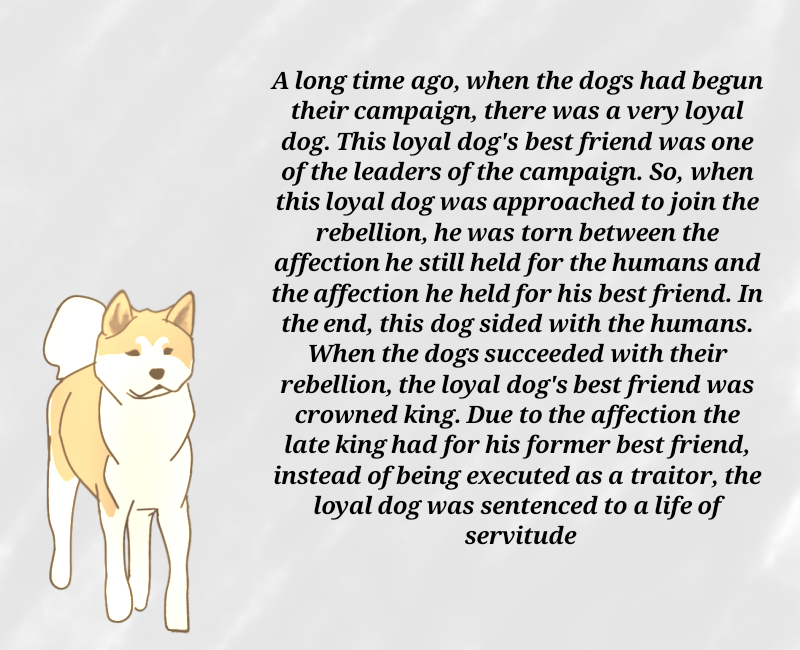 A long time ago, when the dogs had begun
their campaign, there was a very loyal
dog. This loyal dog's best friend was one
of the leaders of the campaign. So, when
this loyal dog was approached to join the
rebellion, he was torn between the
affection he still held for the humans and
the affection he held for his best friend. In
the end, this dog sided with the humans.
When the dogs succeeded with their
rebellion, the loyal dog's best friend was
crowned king. Due to the affection the
late king had for his former best friend,
instead of being executed as a traitor, the
loyal dog was sentenced to a life of
servitude